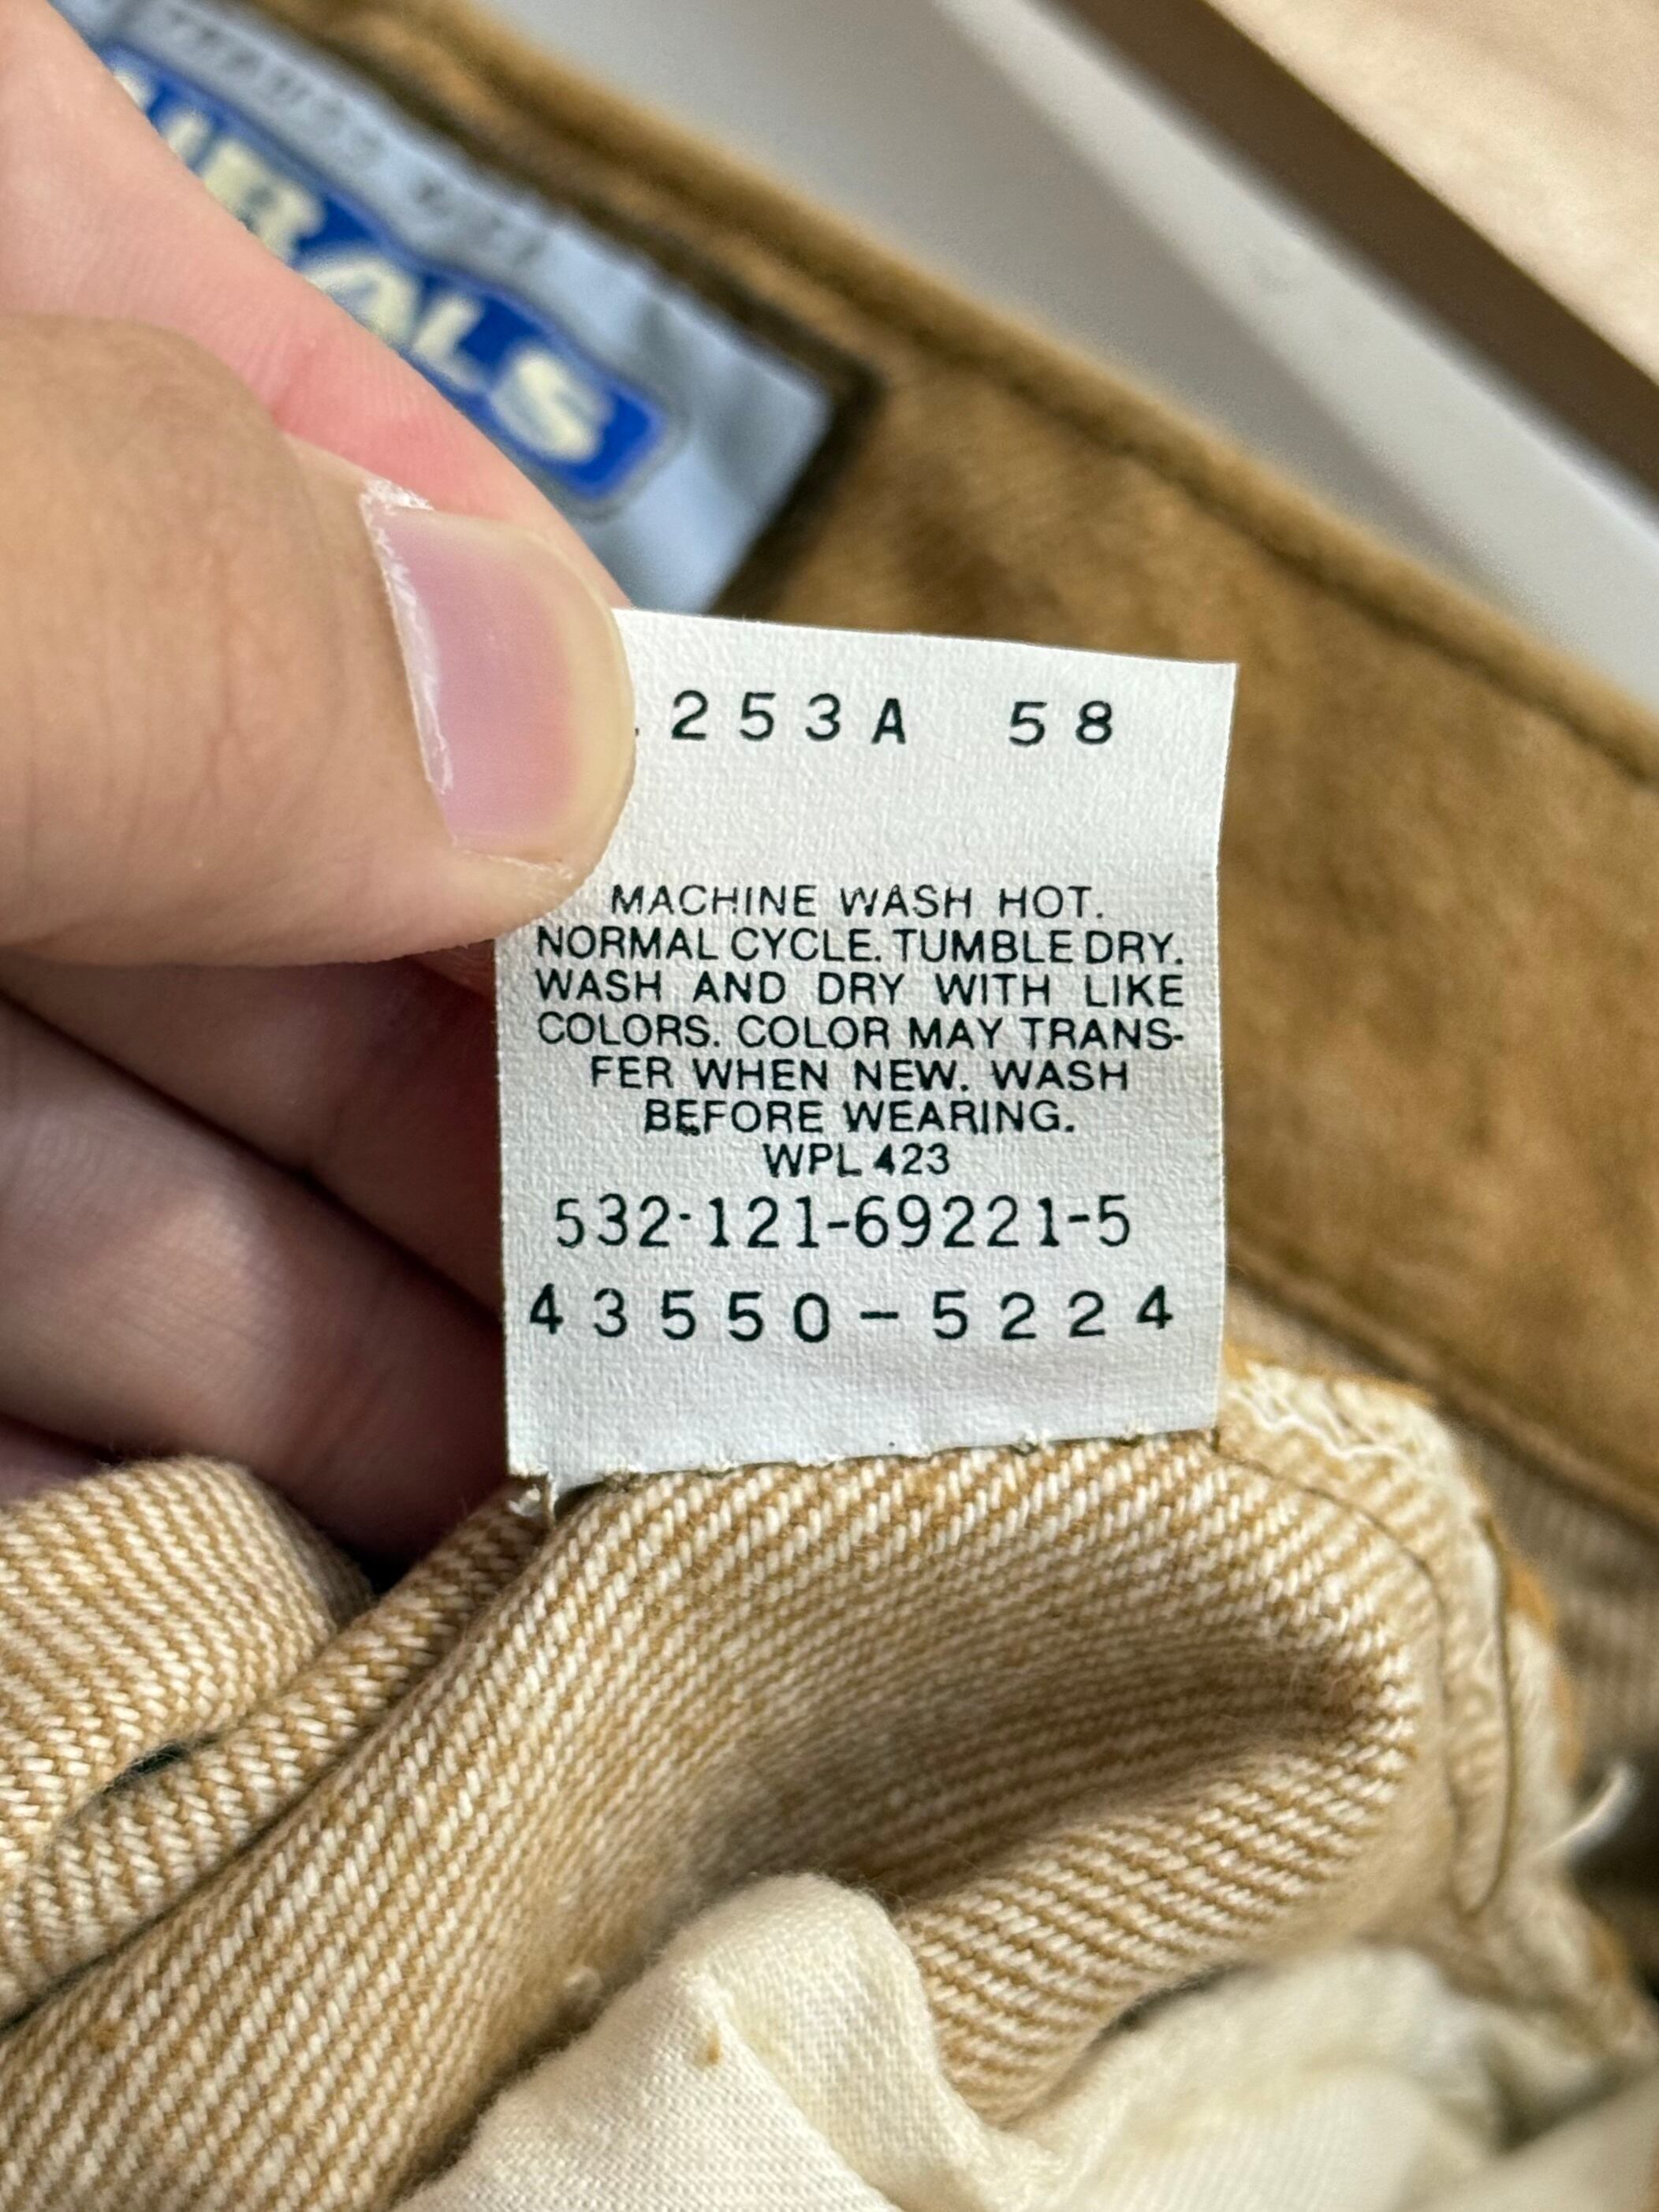 URALS
253A 58
MACHINE WASH HOT.
NORMAL CYCLE. TUMBLE DRY.
WASH AND DRY WITH LIKE
COLORS. COLOR MAY TRANS-
FER WHEN NEW. WASH
BEFORE WEARING.
WPL 423
532-121-69221-5
43550-5224